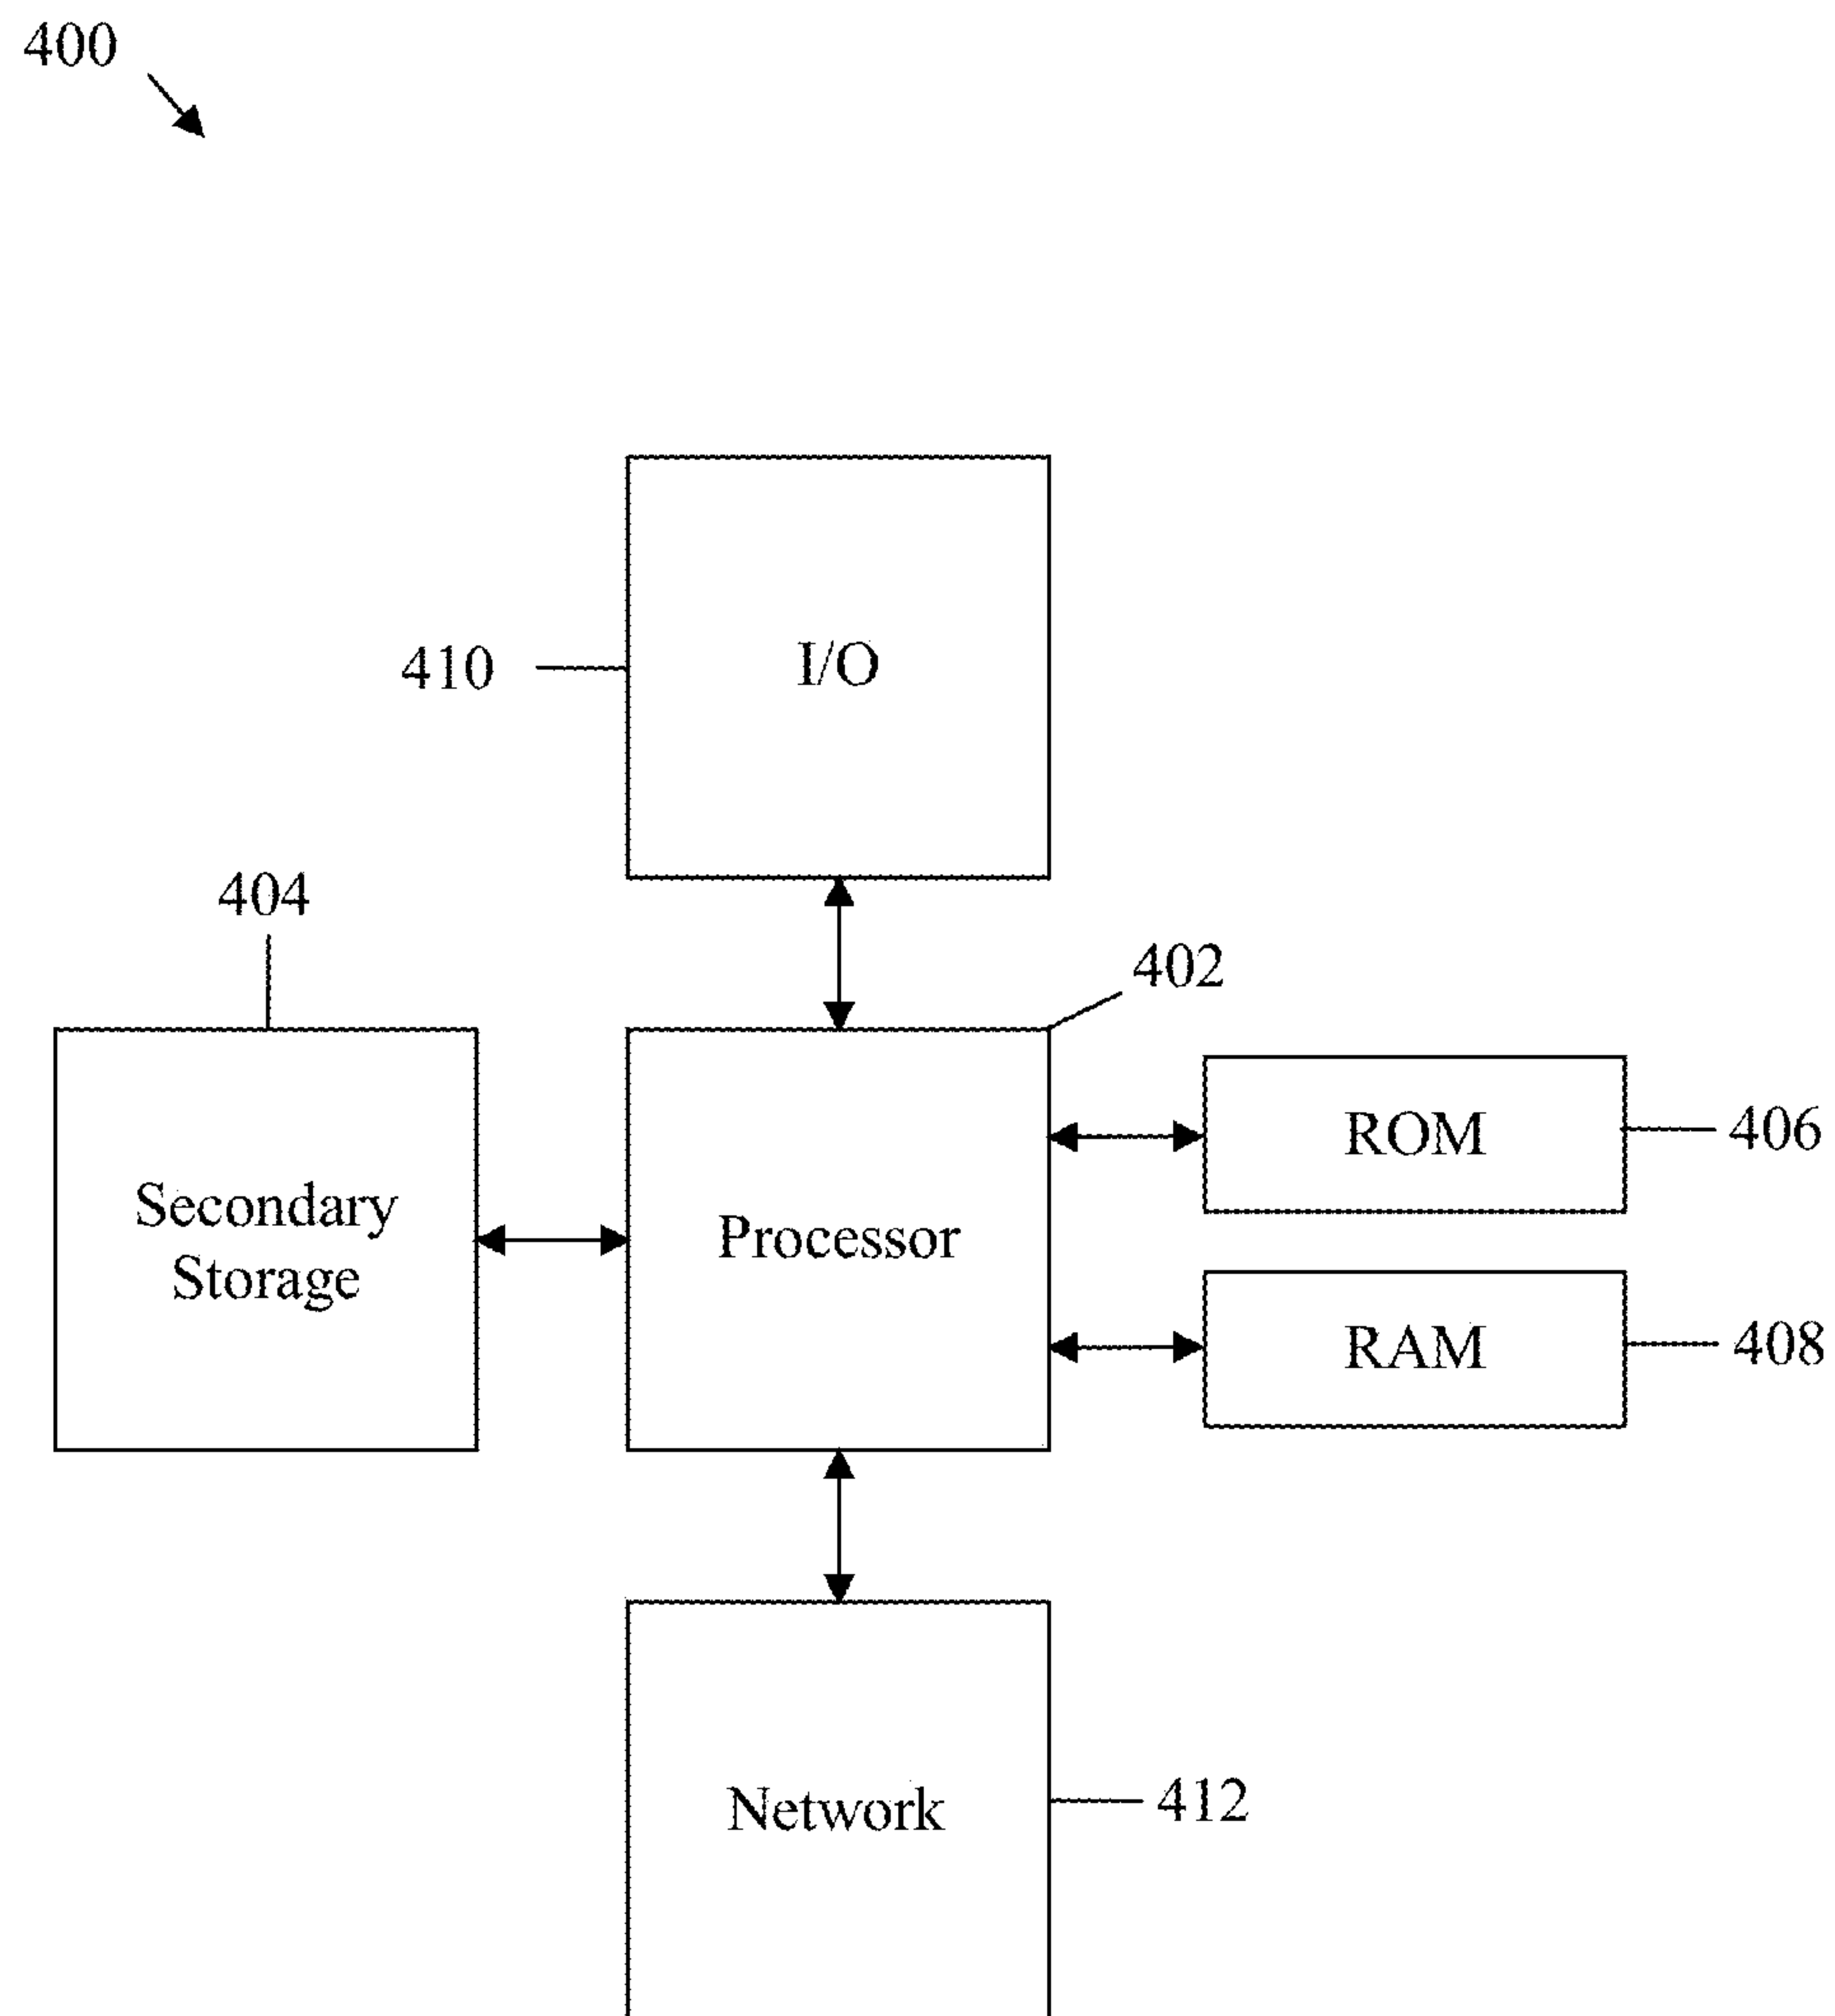 400
I/O
410
404
402
Secondary
Storage
Processor
ROM
406
RAM
408
Network
412